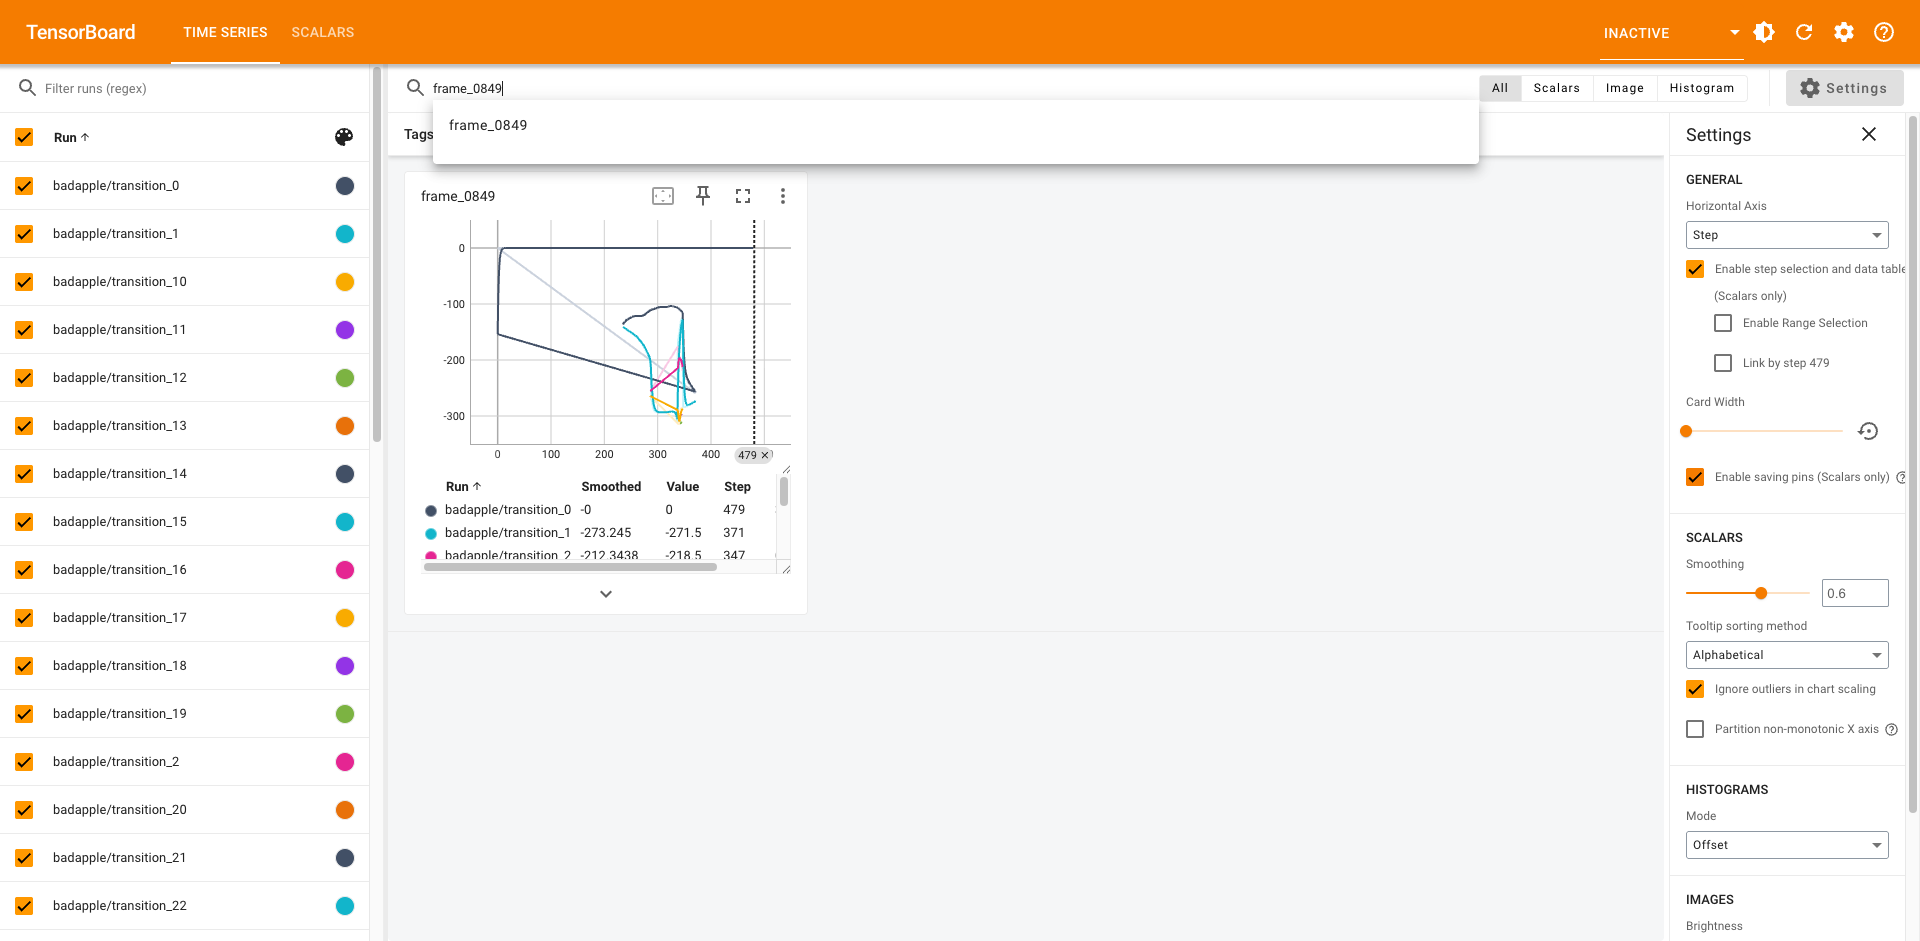 TensorBoard TIME SERIES SCALARS INACTIVE
Filter runs (regex)
Run
badapple/transition_0
badapple/transition_1
badapple/transition_10
badapple/transition_11
badapple/transition_12
badapple/transition_13
badapple/transition_14
badapple/transition_15
badapple/transition_16
badapple/transition_17
badapple/transition_18
badapple/transition_19
badapple/transition_2
badapple/transition_20
badapple/transition_21
badapple/transition_22
frame_0849
All Scalars Image Histogram Settings
frame_0849
Tags
frame_0849
0
-100
-200
-300
0 100 200 300 400 479
Run Smoothed Value Step
badapple/transition_0 -0 0 479
badapple/transition_1 -273.245 -271.5 371
badapple/transition_2 -212.3438 -218.5 347
Settings
GENERAL
Horizontal Axis
Step
Enable step selection and data table
(Scalars only)
Enable Range Selection
Link by step 479
Card Width
Enable saving pins (Scalars only)
SCALARS
Smoothing
0.6
Tooltip sorting method
Alphabetical
Ignore outliers in chart scaling
Partition non-monotonic X axis
HISTOGRAMS
Mode
Offset
IMAGES
Brightness